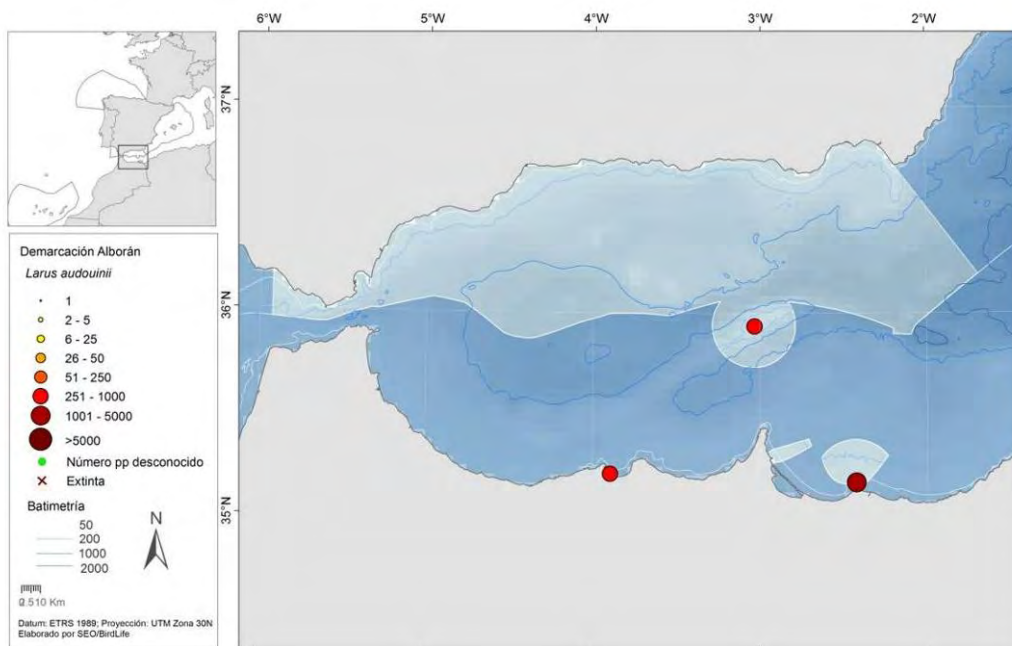 6°W 5°W 4°W 3°W 2°W
37°N
36°N
35°N
Demarcación Alborán
Larus audouinii
1
2 - 5
6 - 25
26 - 50
51 - 250
251 - 1000
1001 - 5000
>5000
Número pp desconocido
Extinta
Batimetría
50
200
1000
2000
N
Km
Datum: ETRS 1989; Proyección: UTM Zona 30N
Elaborado por SEO/BirdLife